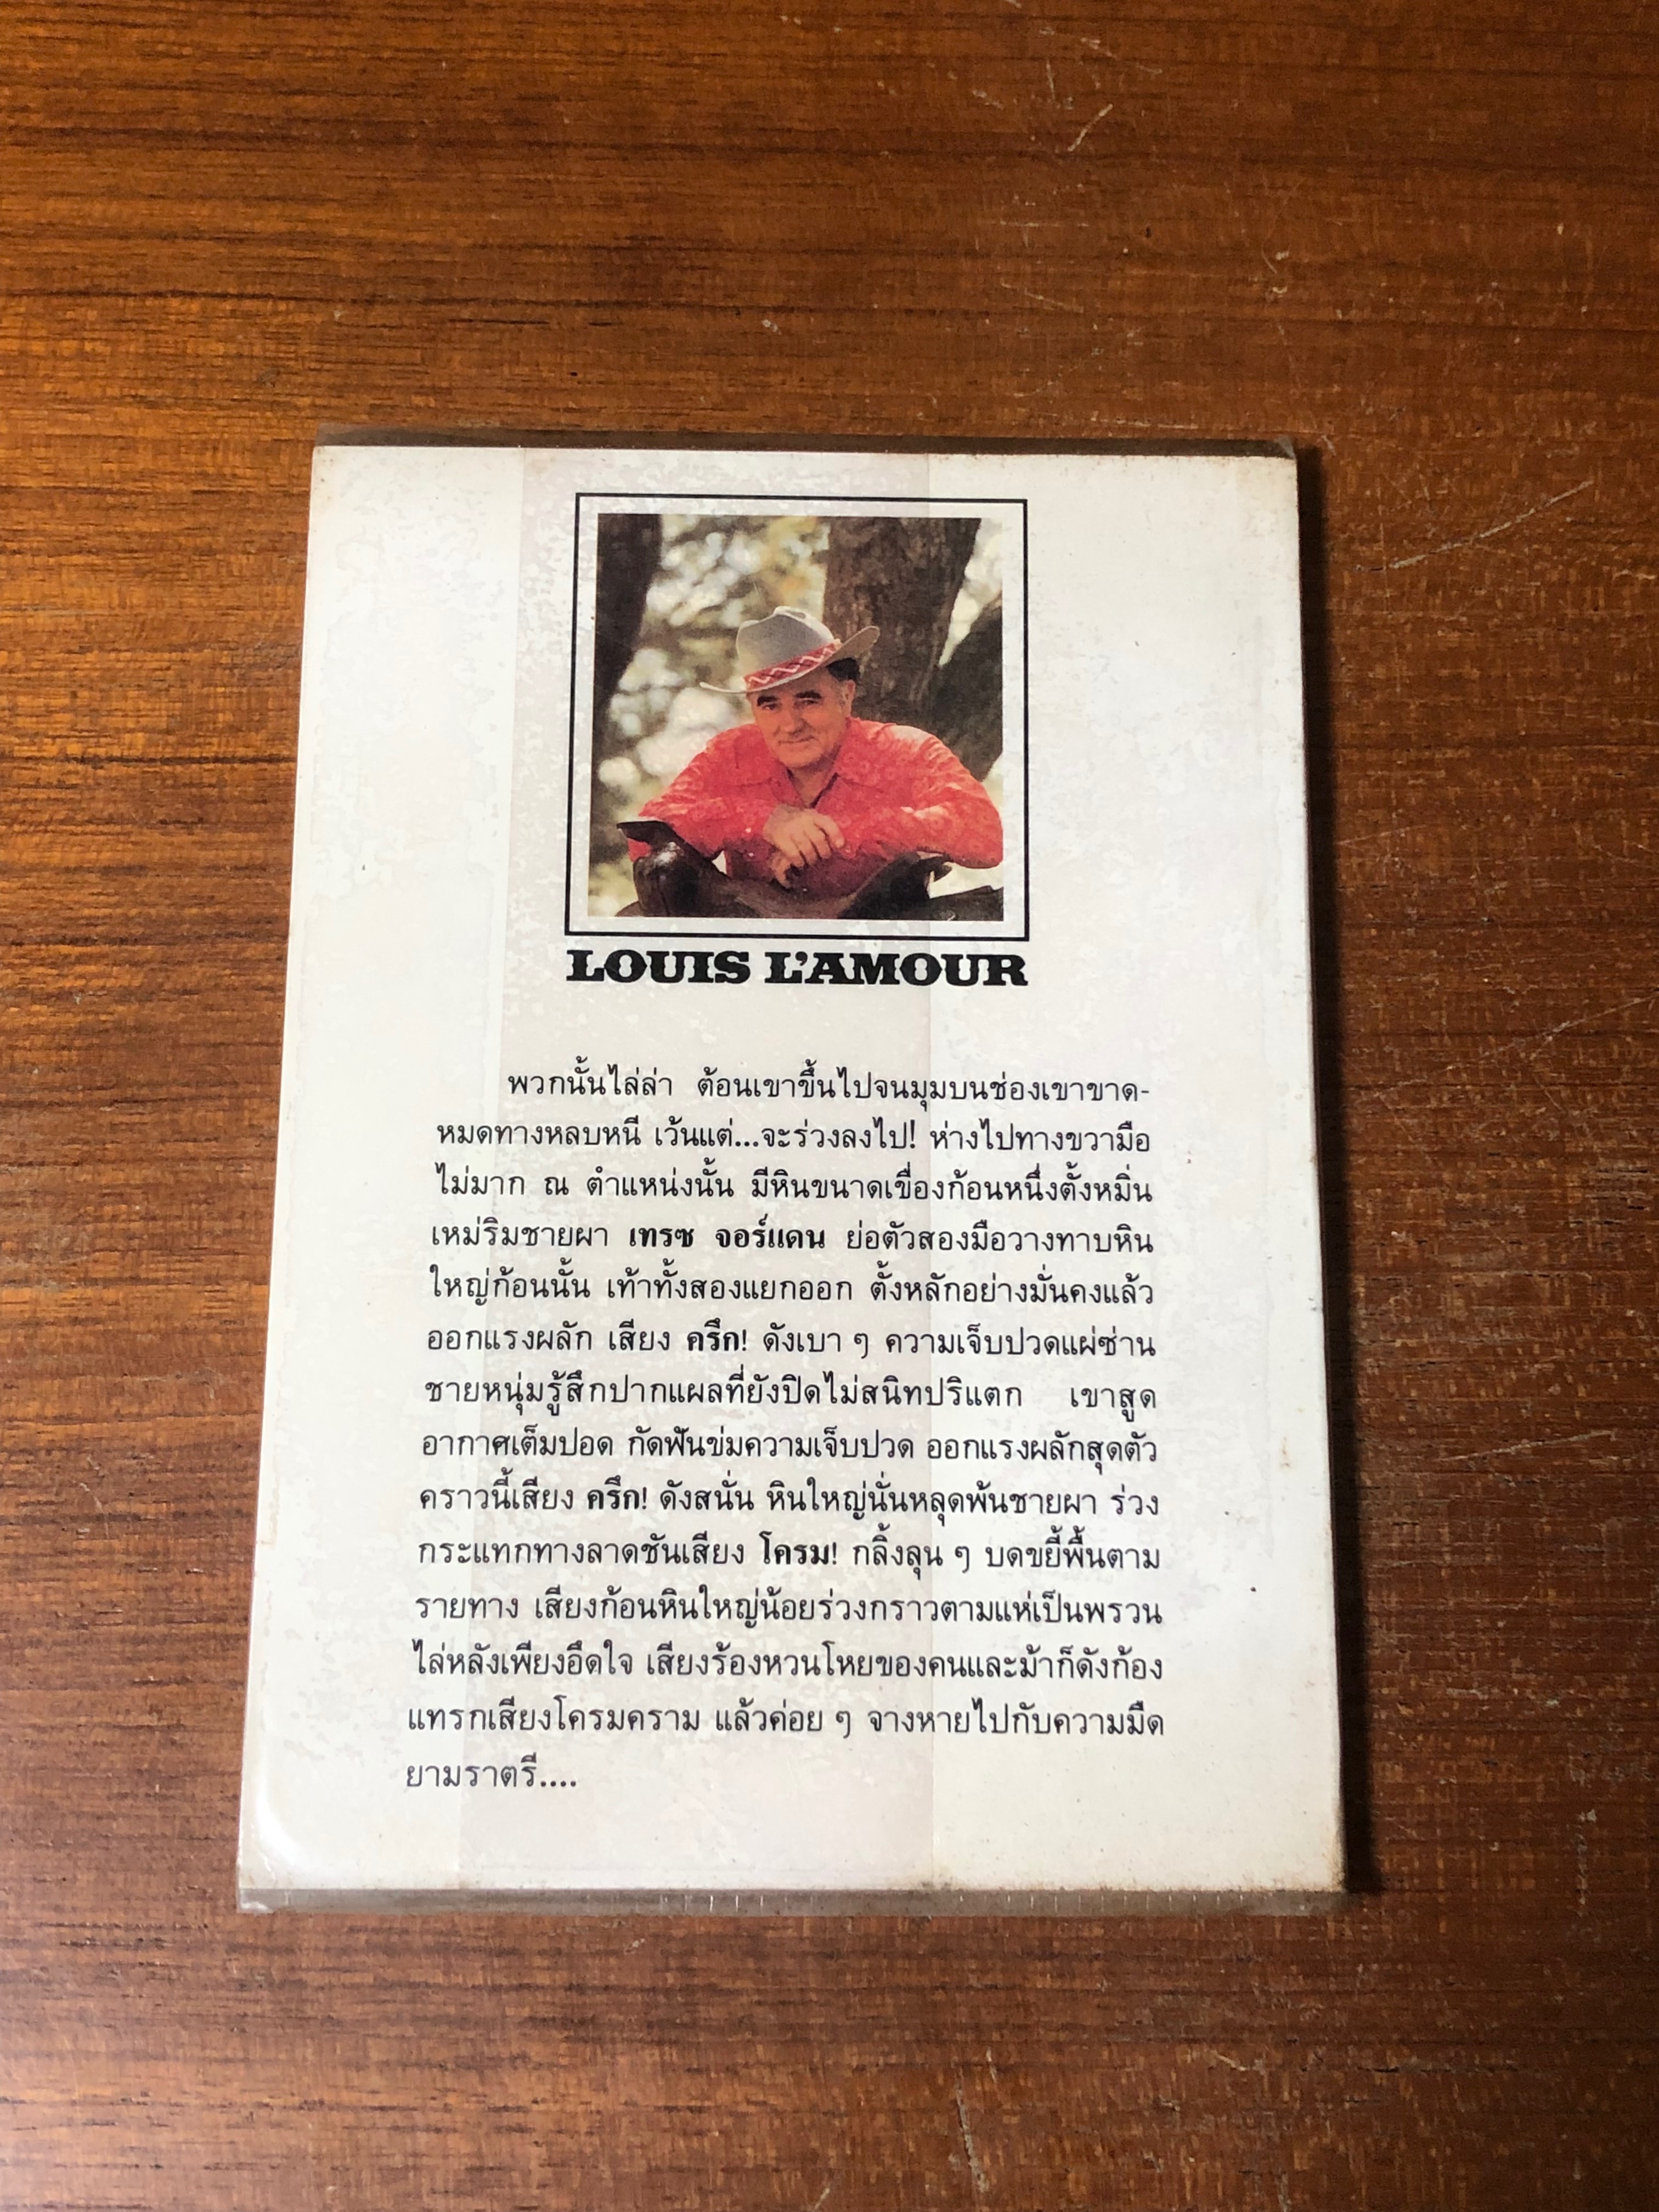 LOUIS L'AMOUR
พวกนั้นไล่ล่า ต้อนเขาขึ้นไปจนมุมบนช่องเขาขาด-
หมดทางหลบหนี เว้นแต่...จะร่วงลงไป! ห่างไปทางขวามือ
ไม่มาก ณ ตำแหน่งนั้น มีหินขนาดเขื่องก้อนหนึ่งตั้งหมิ่น
เหม่ริมชายผา เทรซ จอร์แดน ย่อตัวสองมือวางทาบหิน
ใหญ่ก้อนนั้น เท้าทั้งสองแยกออก ตั้งหลักอย่างมั่นคงแล้ว
ออกแรงผลัก เสียง ครึก! ดังเบา ๆ ความเจ็บปวดแผ่ซ่าน
ชายหนุ่มรู้สึกปากแผลที่ยังปิดไม่สนิทปริแตก เขาสูด
อากาศเต็มปอด กัดฟันข่มความเจ็บปวด ออกแรงผลักสุดตัว
คราวนี้เสียง ครึก! ดังสนั่น หินใหญ่นั่นหลุดพ้นชายผา ร่วง
กระแทกทางลาดชันเสียง โครม! กลิ้งลุน ๆ บดขยี้พื้นตาม
รายทาง เสียงก้อนหินใหญ่น้อยร่วงกราวตามแห่เป็นพรวน
ไล่หลังเพียงอึดใจ เสียงร้องหวนโหยของคนและม้าก็ดังก้อง
แทรกเสียงโครมคราม แล้วค่อย ๆ จางหายไปกับความมืด
ยามราตรี....